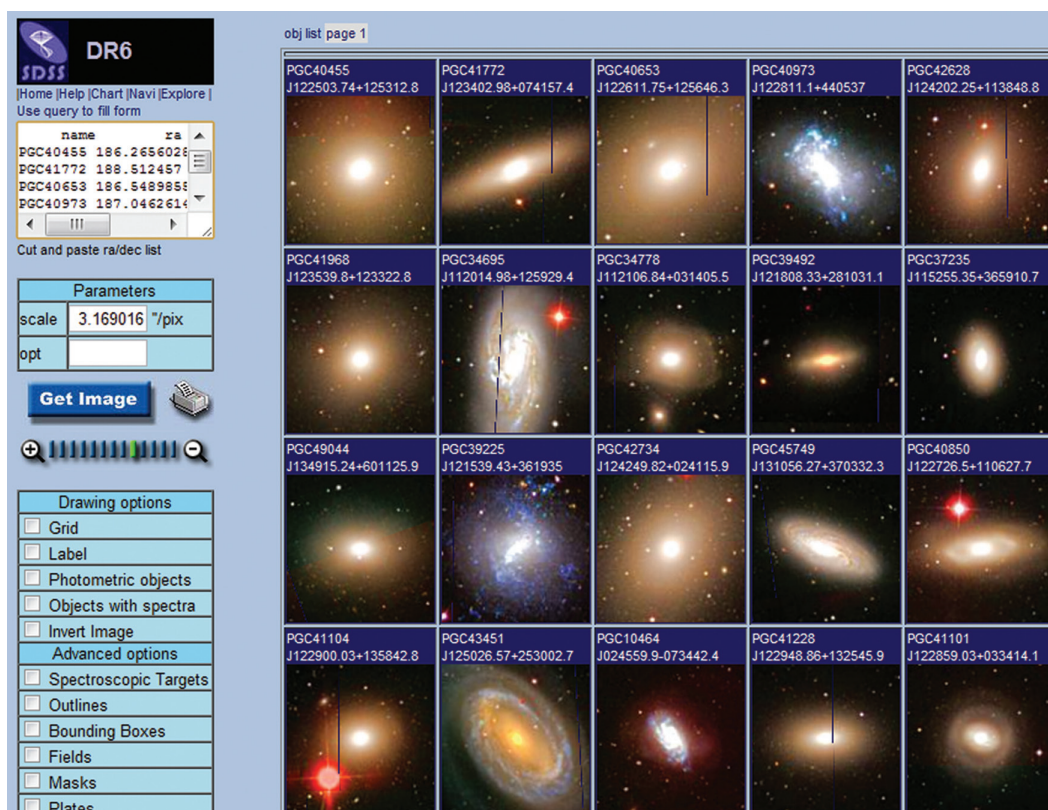 SDSS
DR6
|Home |Help |Chart |Navi |Explore |
Use query to fill form
name ra
PGC40455 186.2656028
PGC41772 188.512457
PGC40653 186.5489855
PGC40973 187.0462614
Cut and paste ra/dec list
Parameters
scale 3.169016 "/pix
opt
Get Image
Drawing options
Grid
Label
Photometric objects
Objects with spectra
Invert Image
Advanced options
Spectroscopic Targets
Outlines
Bounding Boxes
Fields
Masks
Plates
obj list page 1
PGC40455
J122503.74+125312.8
PGC41772
J123402.98+074157.4
PGC40653
J122611.75+125646.3
PGC40973
J122811.1+440537
PGC42628
J124202.25+113848.8
PGC41968
J123539.8+123322.8
PGC34695
J112014.98+125929.4
PGC34778
J112106.84+031405.5
PGC39492
J121808.33+281031.1
PGC37235
J115255.35+365910.7
PGC49044
J134915.24+601125.9
PGC39225
J121539.43+361935
PGC42734
J124249.82+024115.9
PGC45749
J131056.27+370332.3
PGC40850
J122726.5+110627.7
PGC41104
J122900.03+135842.8
PGC43451
J125026.57+253002.7
PGC10464
J024559.9-073442.4
PGC41228
J122948.86+132545.9
PGC41101
J122859.03+033414.1